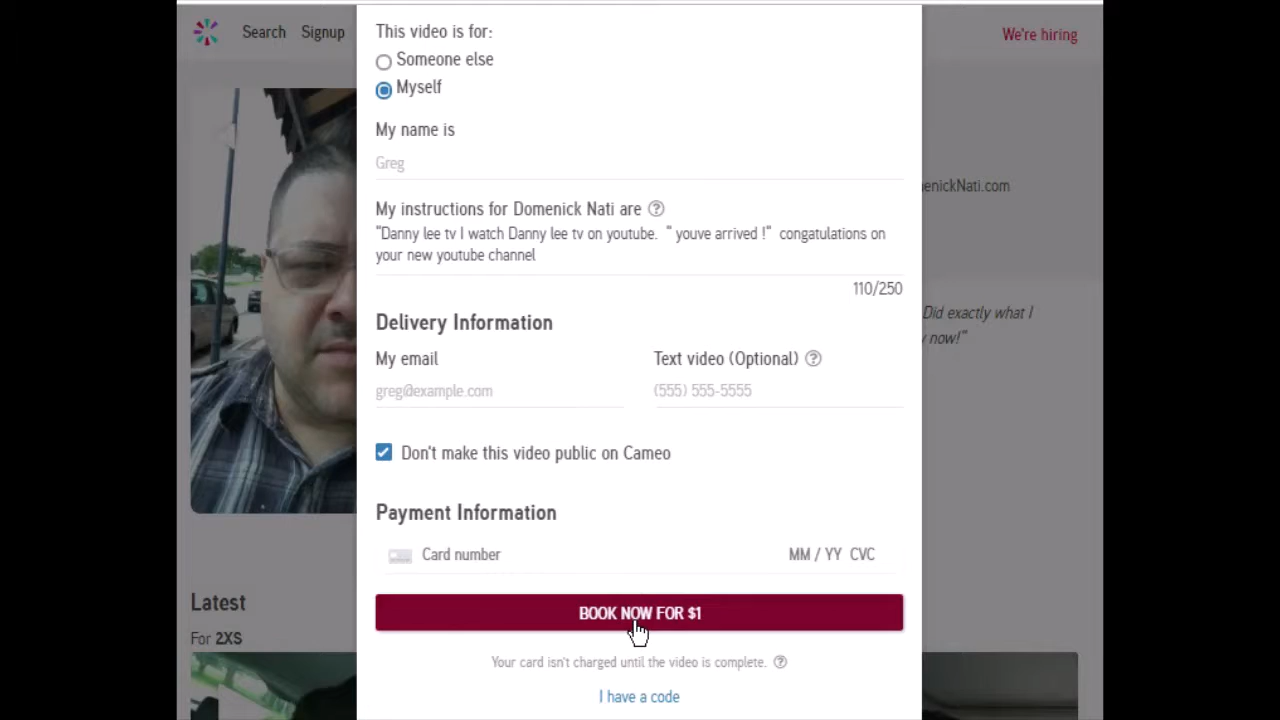 Search Signup
We're hiring
This video is for:
Someone else
Myself
My name is
Greg
enickNati.com
My instructions for Domenick Nati are
"Danny lee tv I watch Danny lee tv on youtube. " youve arrived !" congatulations on
your new youtube channel
110/250
Did exactly what I
now!"
Delivery Information
My email Text video (Optional)
greg@example.com (555) 555-5555
Don't make this video public on Cameo
Payment Information
Card number MM / YY CVC
BOOK NOW FOR $1
Latest
For 2XS
Your card isn't charged until the video is complete.
I have a code